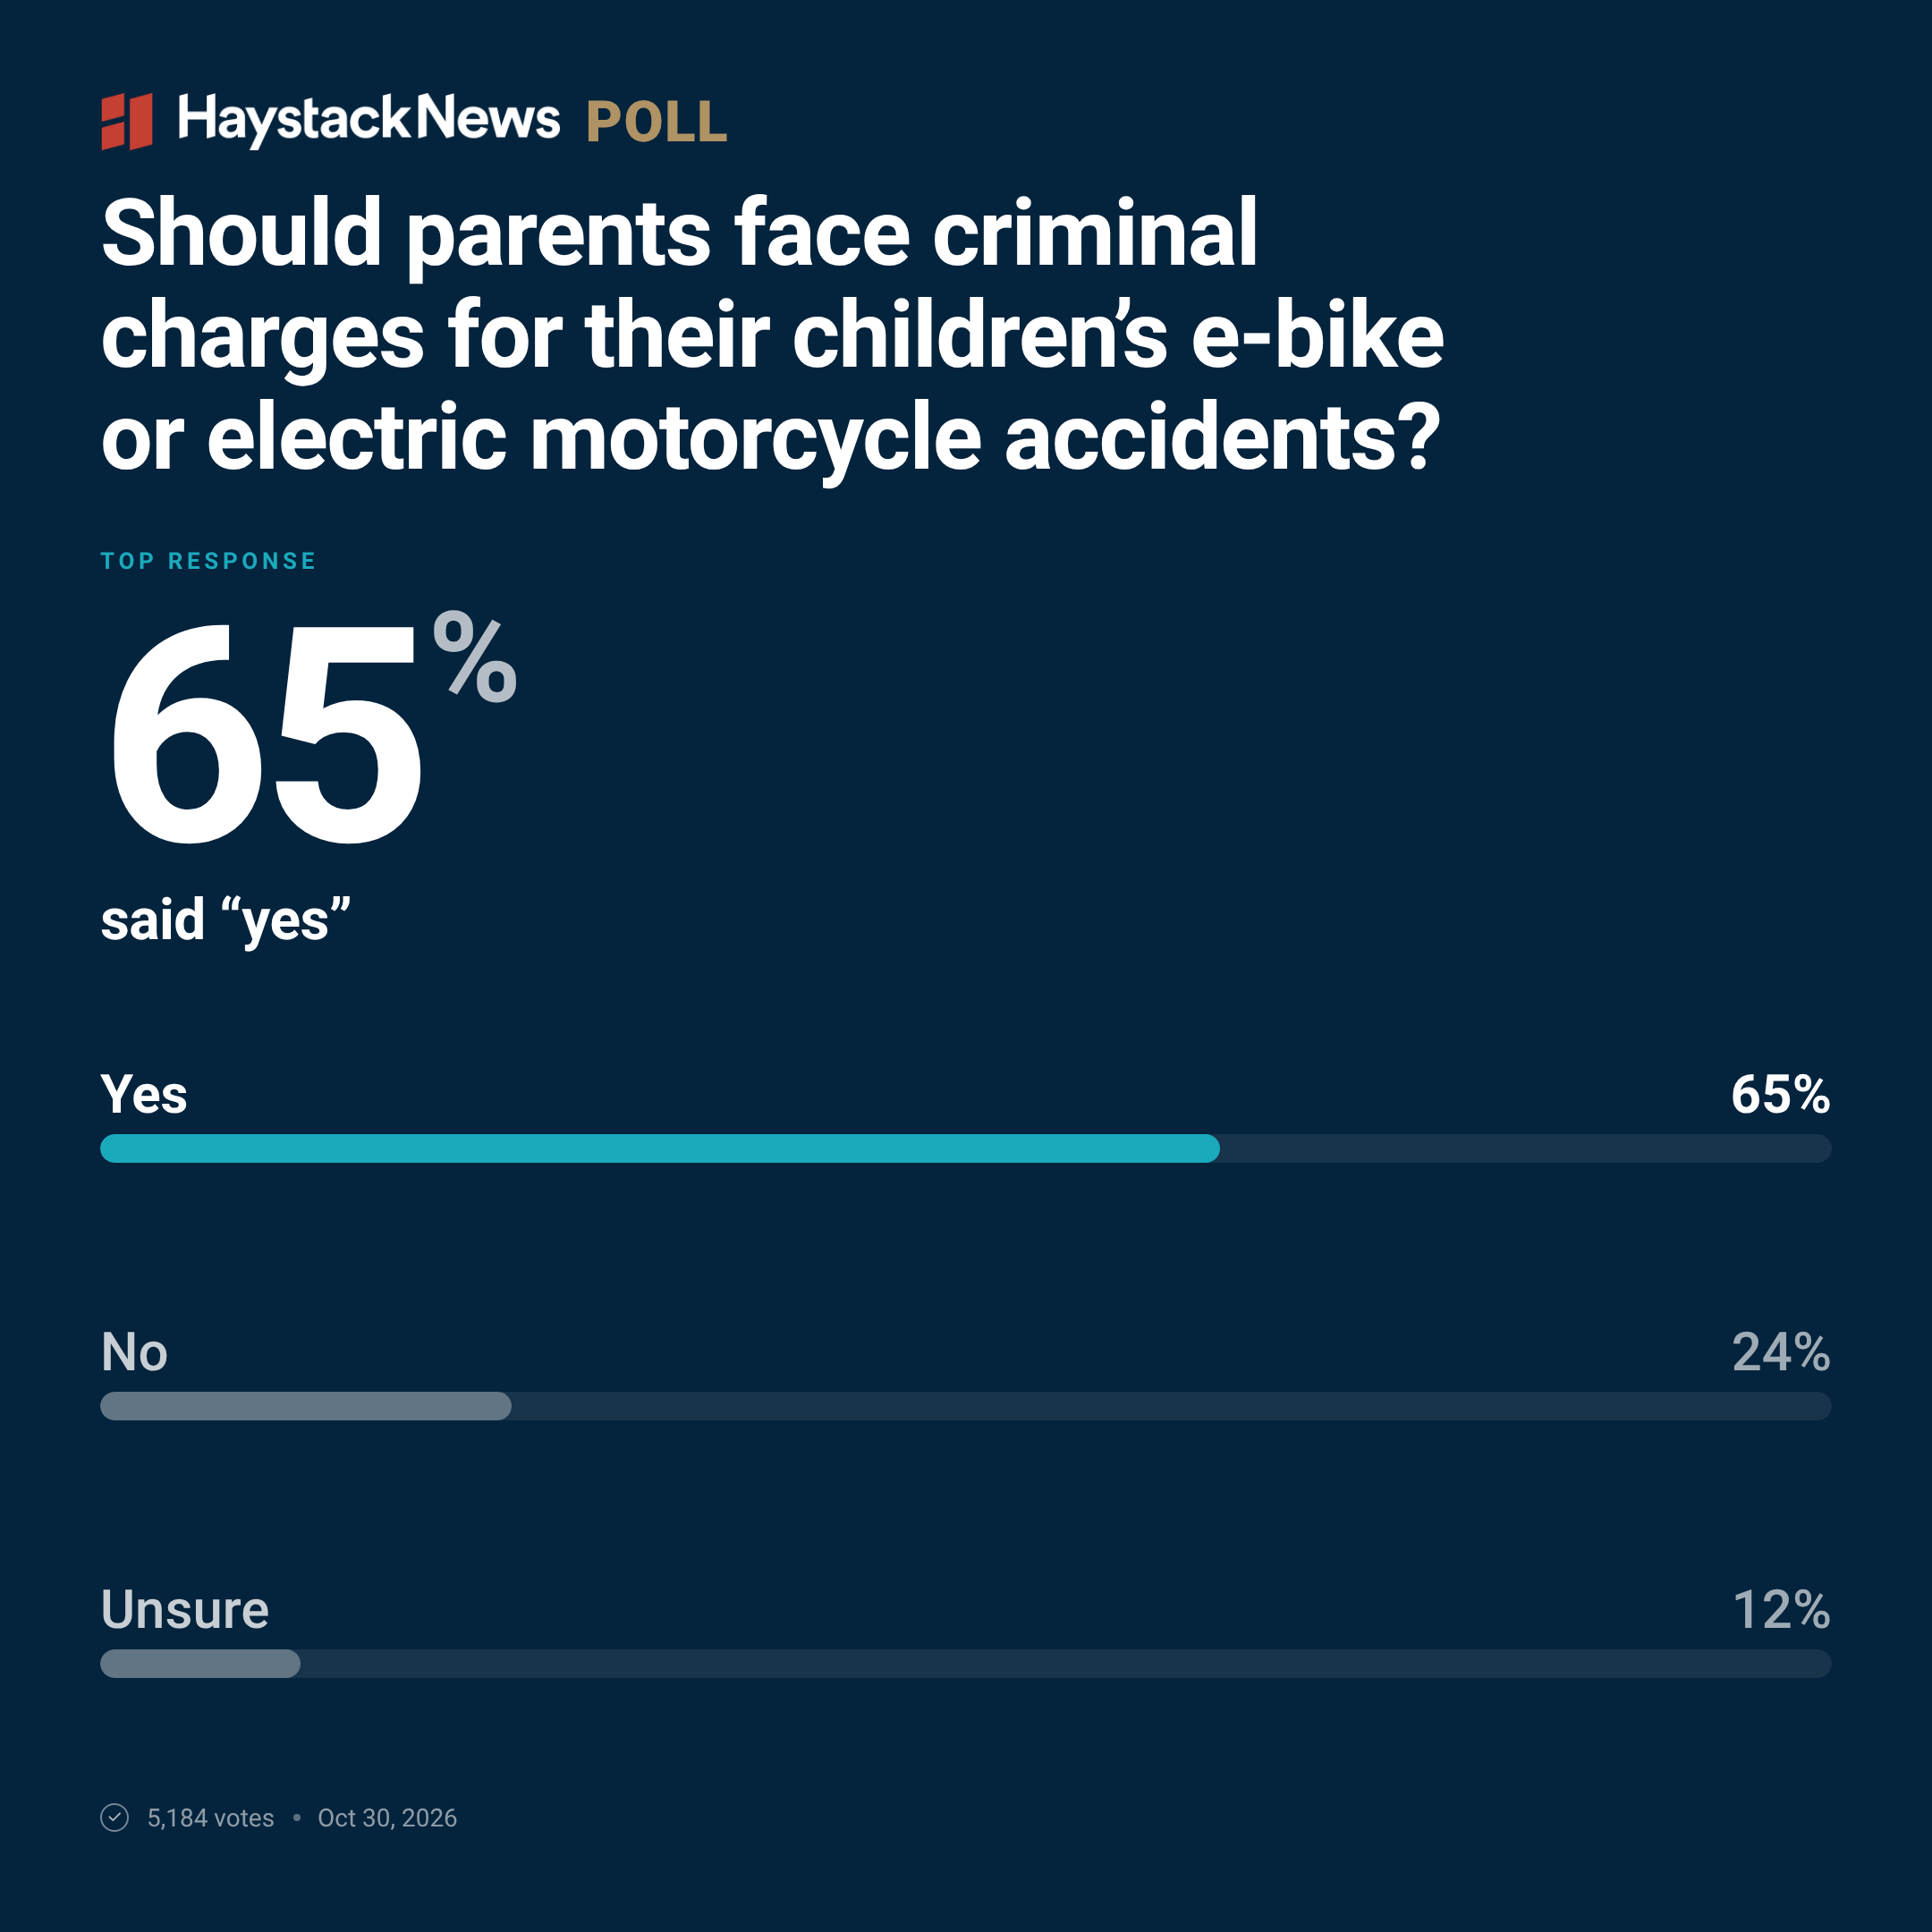 HaystackNews POLL
Should parents face criminal
charges for their children’s e-bike
or electric motorcycle accidents?
TOP RESPONSE
65%
said “yes”
Yes 65%
No 24%
Unsure 12%
5,184 votes • Oct 30, 2026